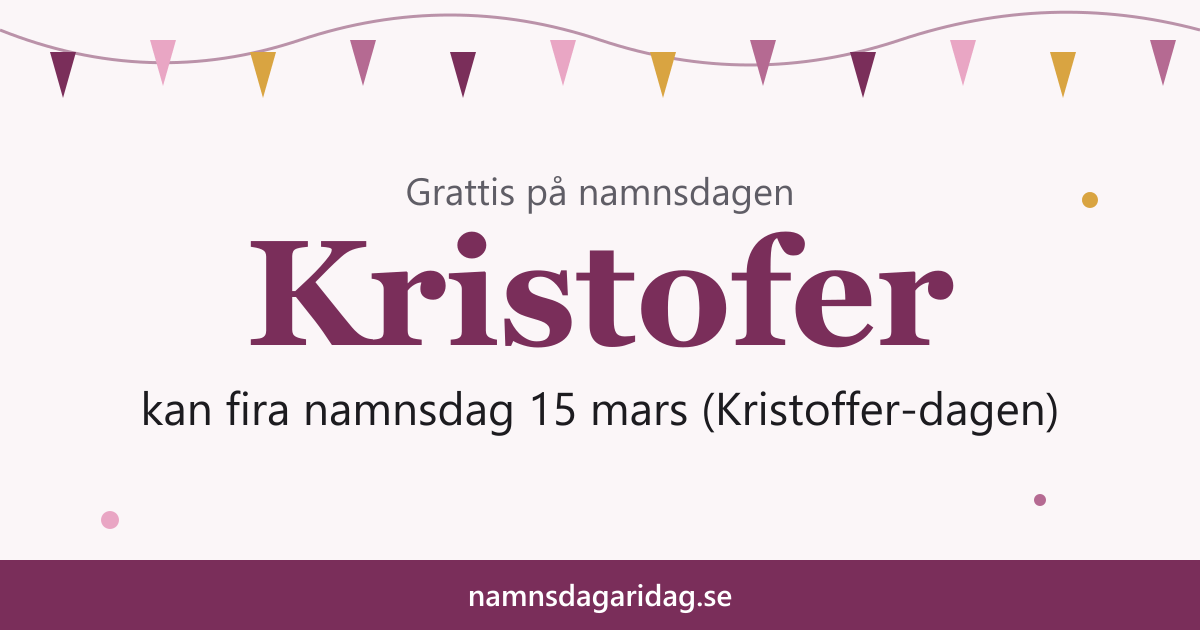 Grattis på namnsdagen
Kristofer
kan fira namnsdag 15 mars (Kristoffer-dagen)
namnsdagaridag.se